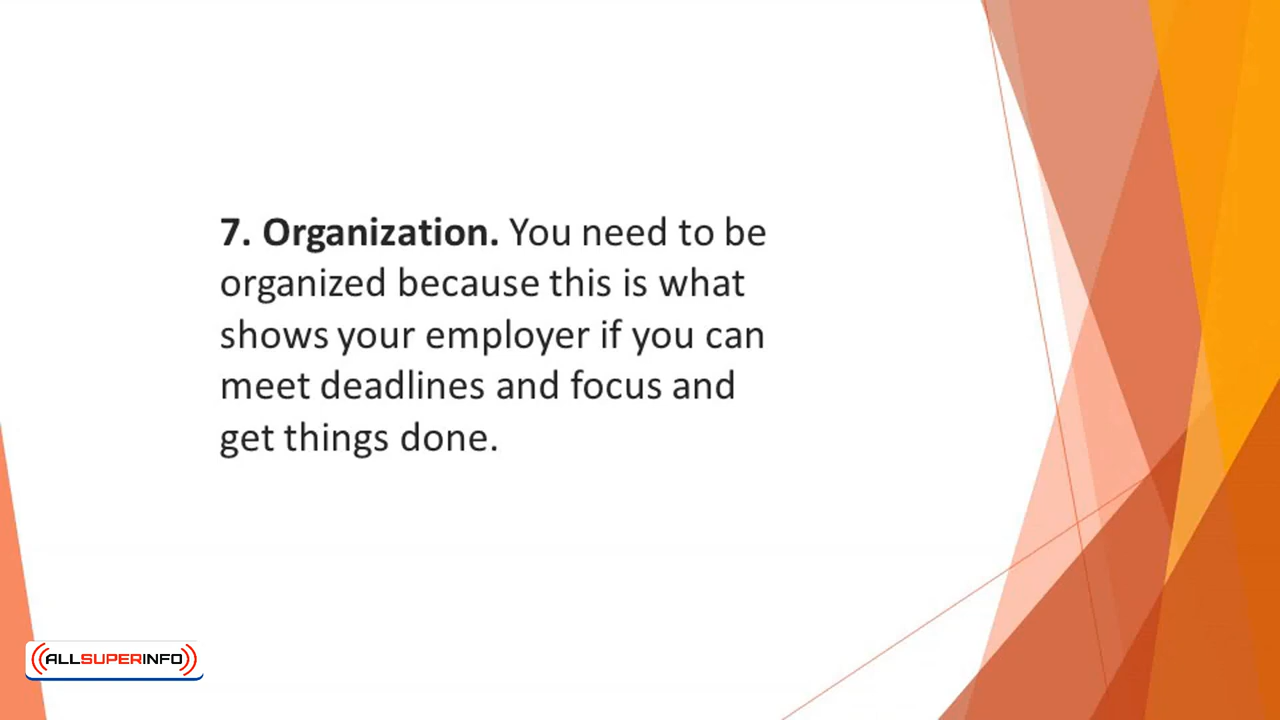 7. Organization. You need to be
organized because this is what
shows your employer if you can
meet deadlines and focus and
get things done.
ALLSUPERINFO